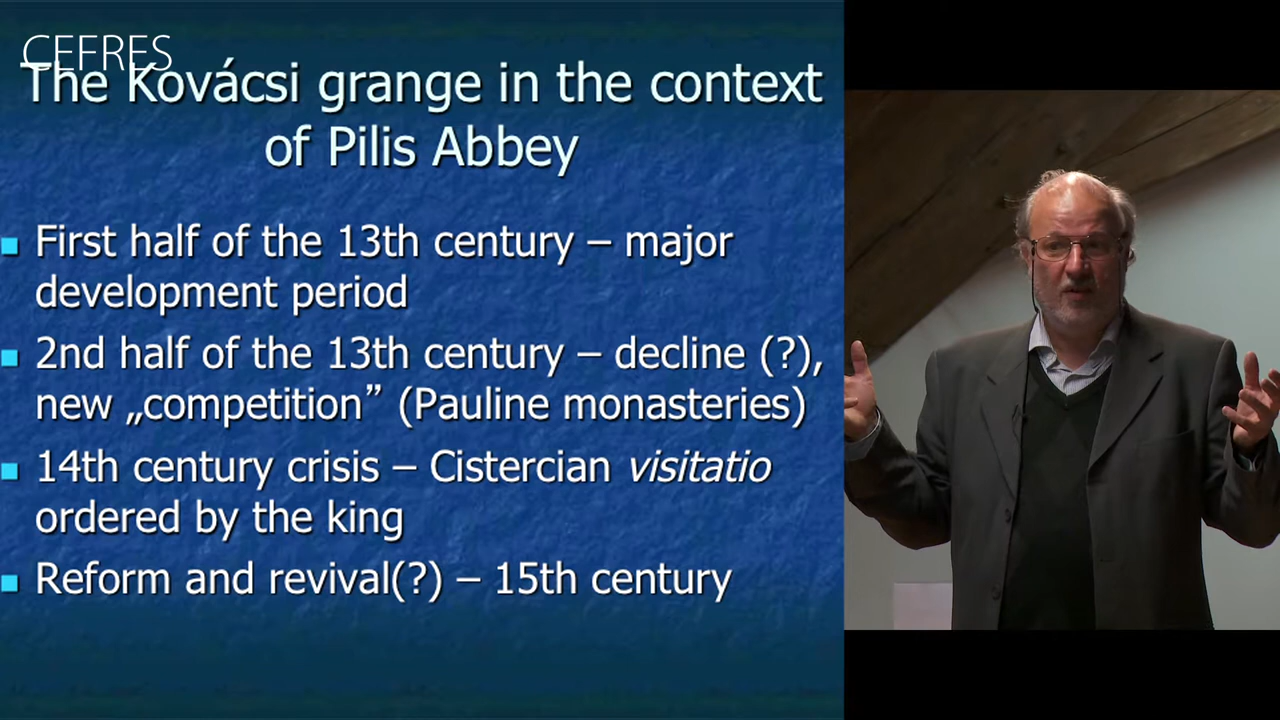 CEFRES
The Kovácsi grange in the context
of Pilis Abbey
First half of the 13th century – major
development period
2nd half of the 13th century – decline (?),
new „competition” (Pauline monasteries)
14th century crisis – Cistercian visitatio
ordered by the king
Reform and revival(?) – 15th century